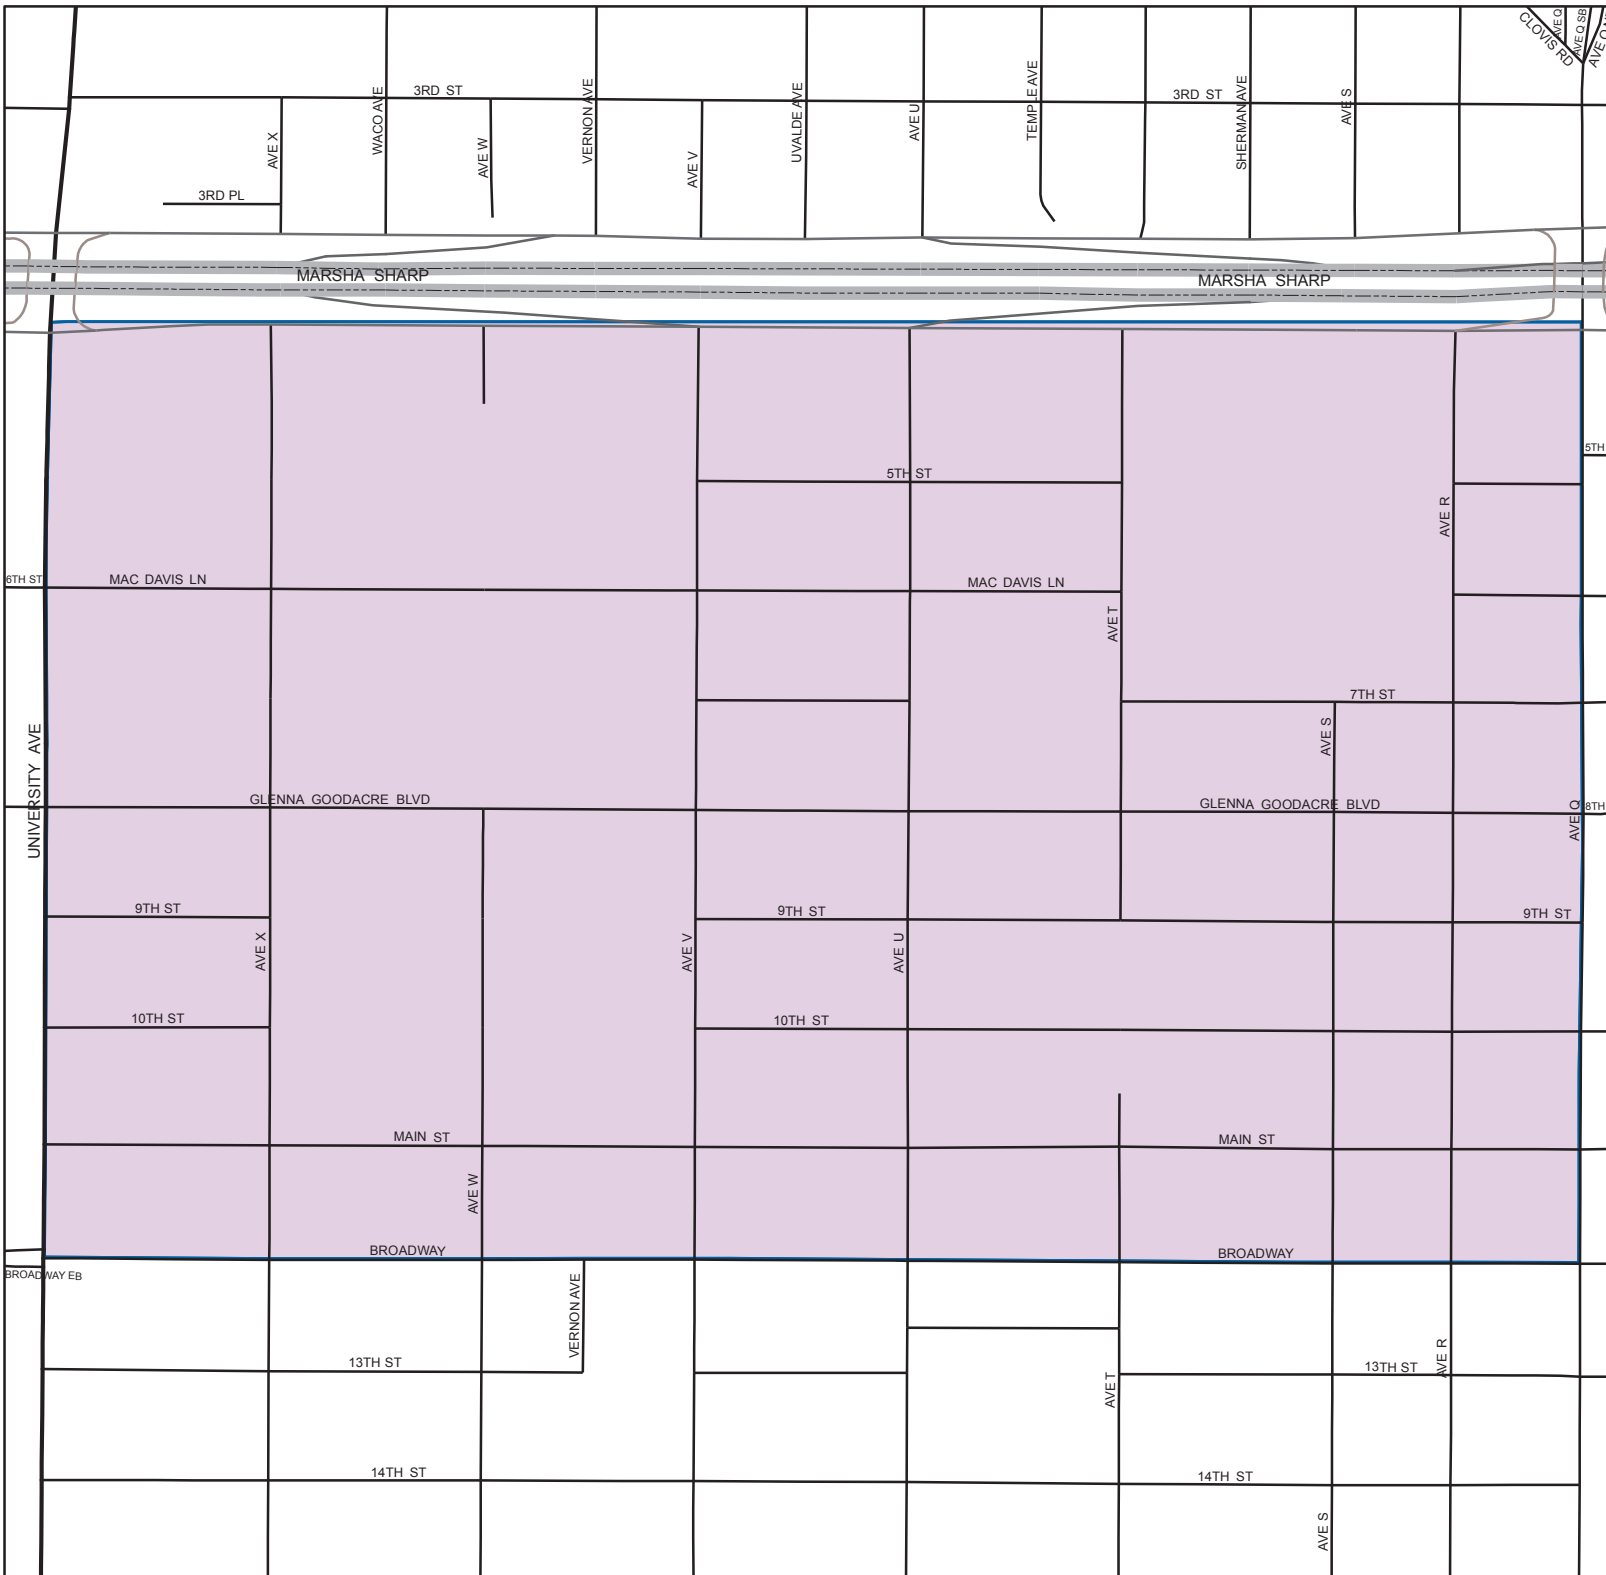 CLOVIS RD
AVE Q
AVE Q SB
AVE Q
3RD ST
3RD ST
WACO AVE
VERNON AVE
UVALDE AVE
AVE U
TEMPLE AVE
SHERMAN AVE
AVE S
AVE X
AVE W
AVE V
3RD PL
MARSHA SHARP
MARSHA SHARP
5TH ST
5TH
AVE R
6TH ST
MAC DAVIS LN
MAC DAVIS LN
AVE T
7TH ST
AVE S
UNIVERSITY AVE
GLENNA GOODACRE BLVD
GLENNA GOODACRE BLVD
AVE Q
8TH
9TH ST
9TH ST
9TH ST
AVE X
AVE V
AVE U
10TH ST
10TH ST
MAIN ST
MAIN ST
AVE W
BROADWAY
BROADWAY
BROADWAY EB
VERNON AVE
13TH ST
13TH ST
AVE R
AVE T
14TH ST
14TH ST
AVE S